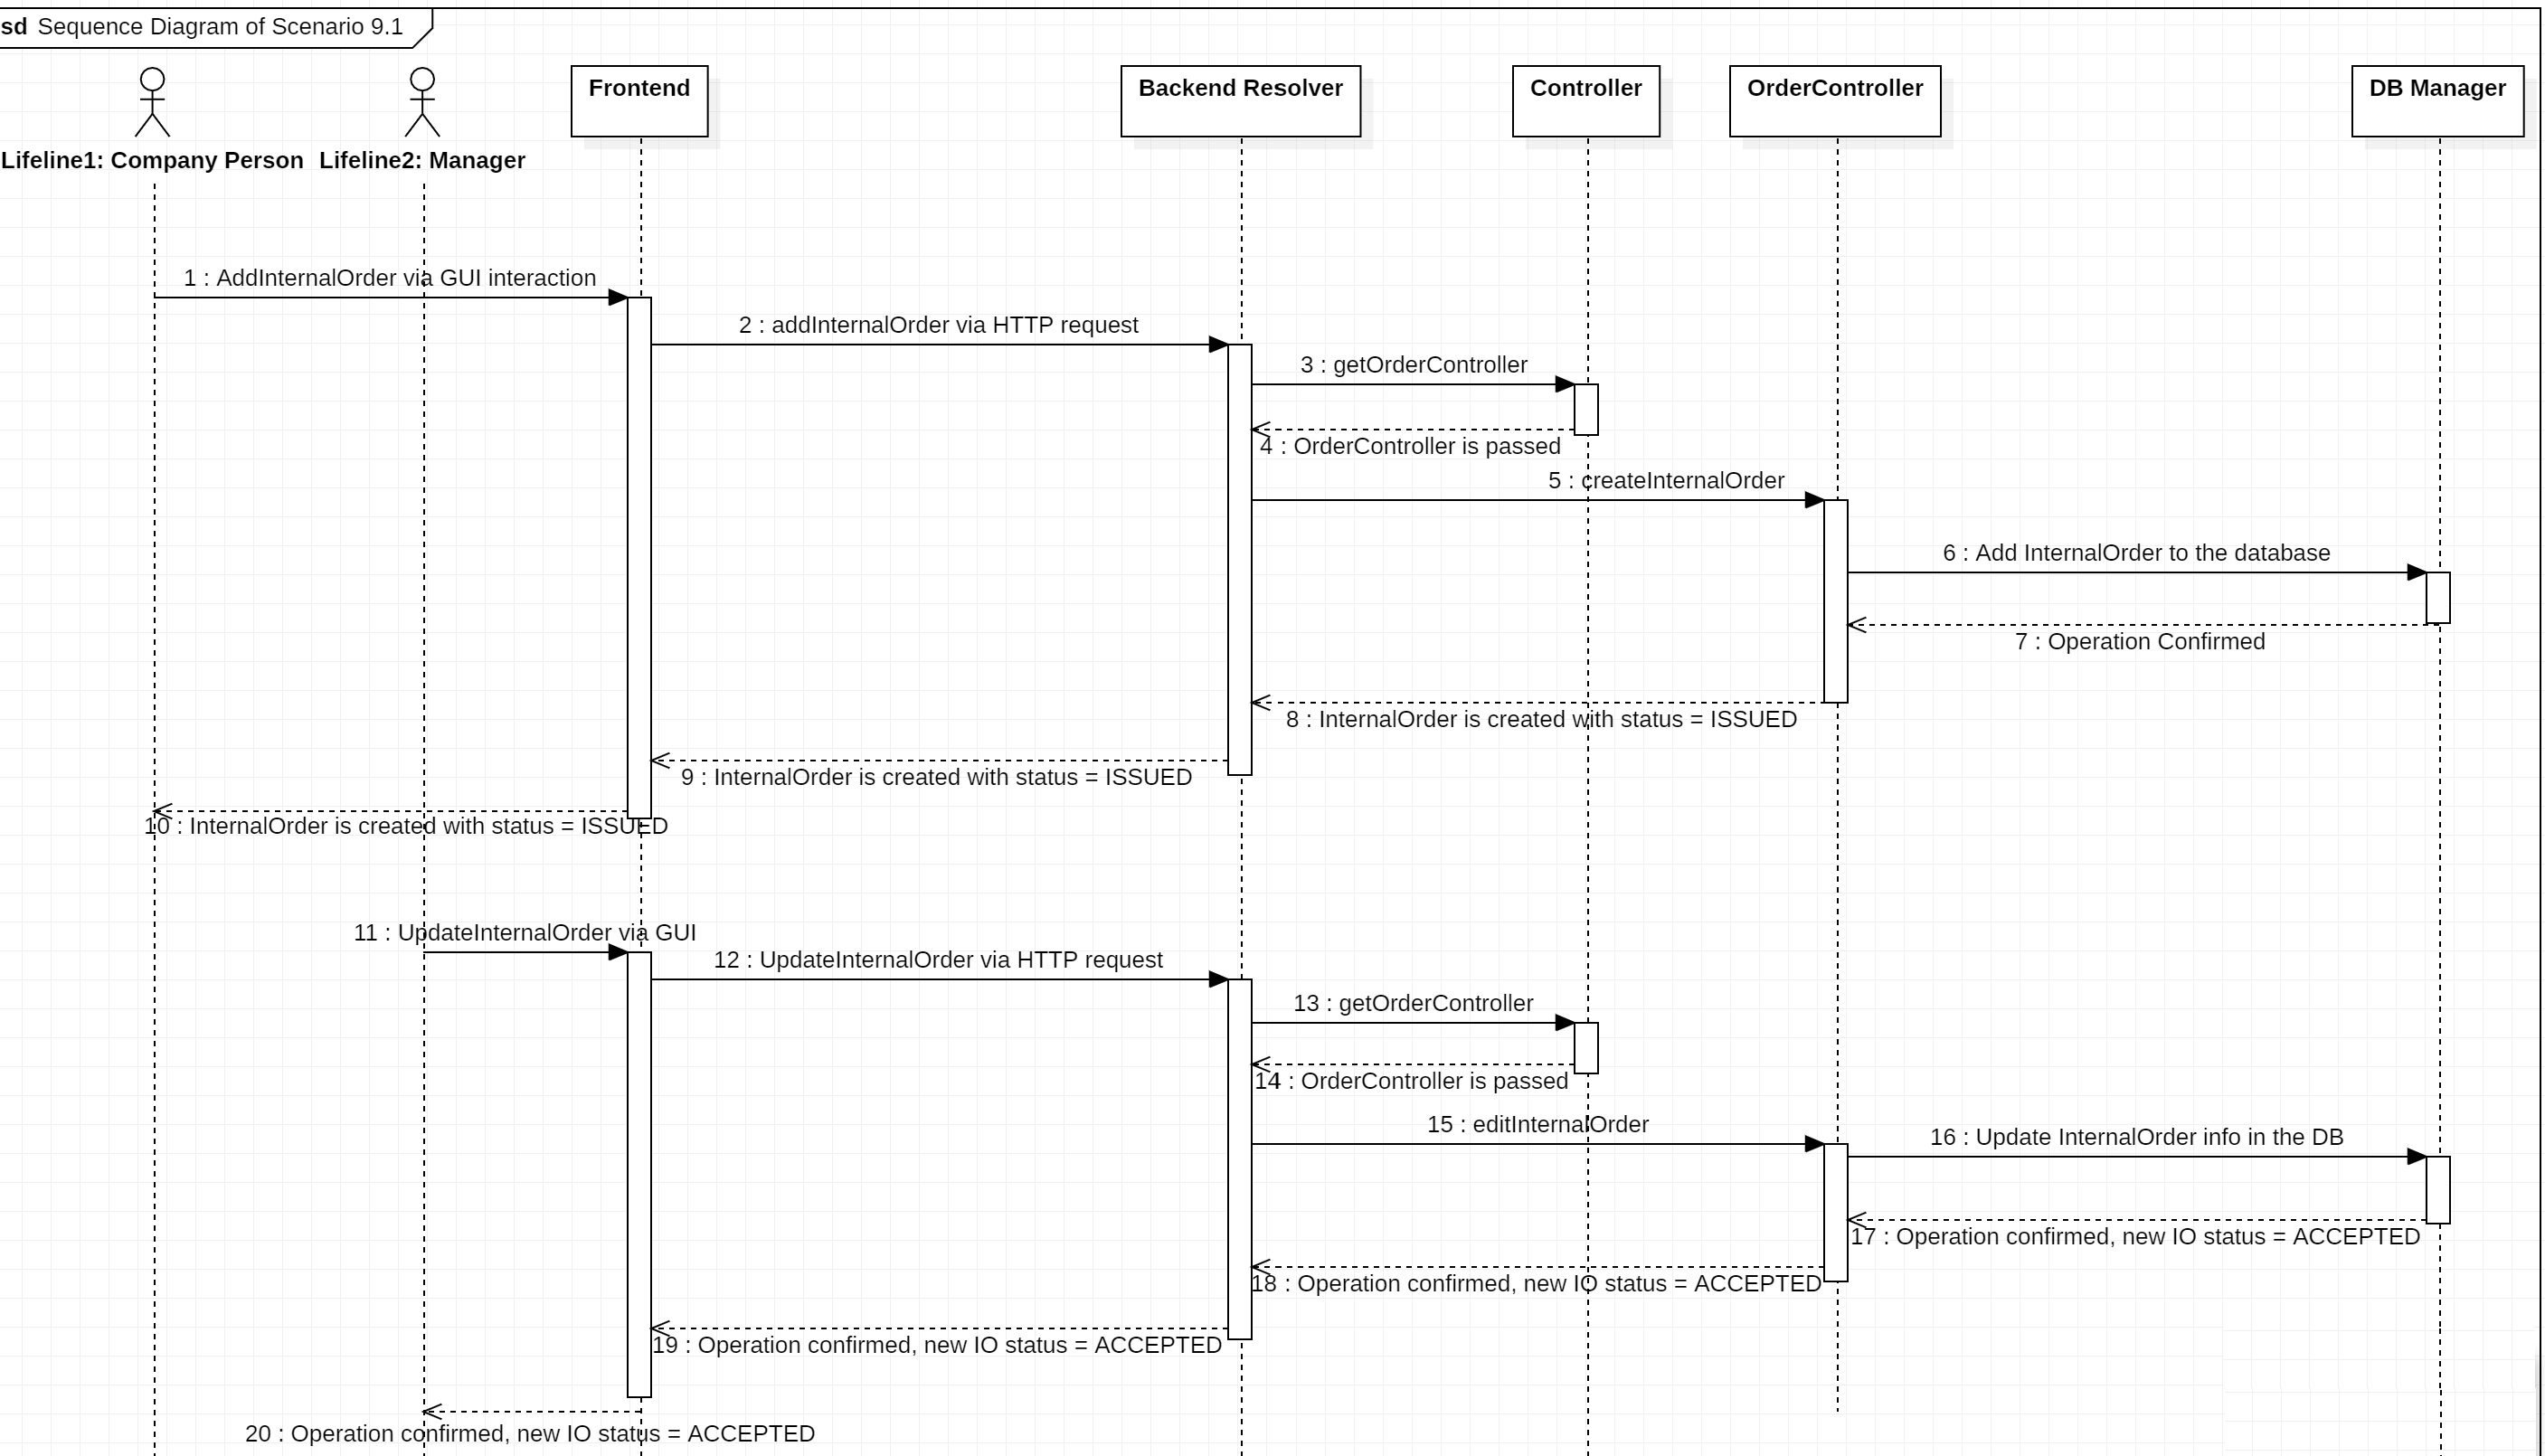 sd Sequence Diagram of Scenario 9.1
Frontend
Backend Resolver
Controller
OrderController
DB Manager
Lifeline1: Company Person
Lifeline2: Manager
1 : AddInternalOrder via GUI interaction
2 : addInternalOrder via HTTP request
3 : getOrderController
4 : OrderController is passed
5 : createInternalOrder
6 : Add InternalOrder to the database
7 : Operation Confirmed
8 : InternalOrder is created with status = ISSUED
9 : InternalOrder is created with status = ISSUED
10 : InternalOrder is created with status = ISSUED
11 : UpdateInternalOrder via GUI
12 : UpdateInternalOrder via HTTP request
13 : getOrderController
14 : OrderController is passed
15 : editInternalOrder
16 : Update InternalOrder info in the DB
17 : Operation confirmed, new IO status = ACCEPTED
18 : Operation confirmed, new IO status = ACCEPTED
19 : Operation confirmed, new IO status = ACCEPTED
20 : Operation confirmed, new IO status = ACCEPTED